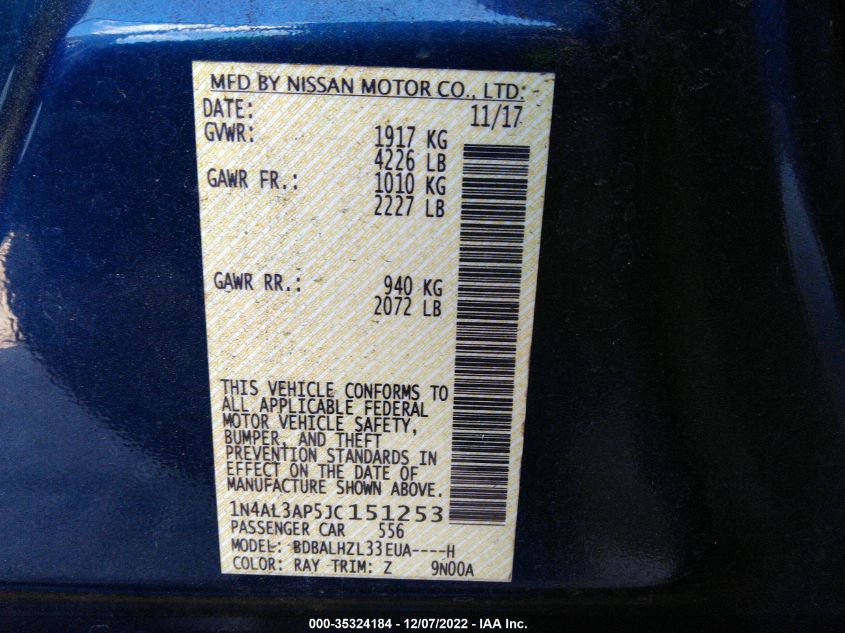 MFD BY NISSAN MOTOR CO., LTD.
DATE: 11/17
GVWR: 1917 KG
4226 LB
GAWR FR.: 1010 KG
2227 LB
GAWR RR.: 940 KG
2072 LB
THIS VEHICLE CONFORMS TO
ALL APPLICABLE FEDERAL
MOTOR VEHICLE SAFETY,
BUMPER, AND THEFT
PREVENTION STANDARDS IN
EFFECT ON THE DATE OF
MANUFACTURE SHOWN ABOVE.
1N4AL3AP5JC151253
PASSENGER CAR 556
MODEL: BDBALHZL33EUA----H
COLOR: RAY TRIM: Z 9N00A
000-35324184 - 12/07/2022 - IAA Inc.